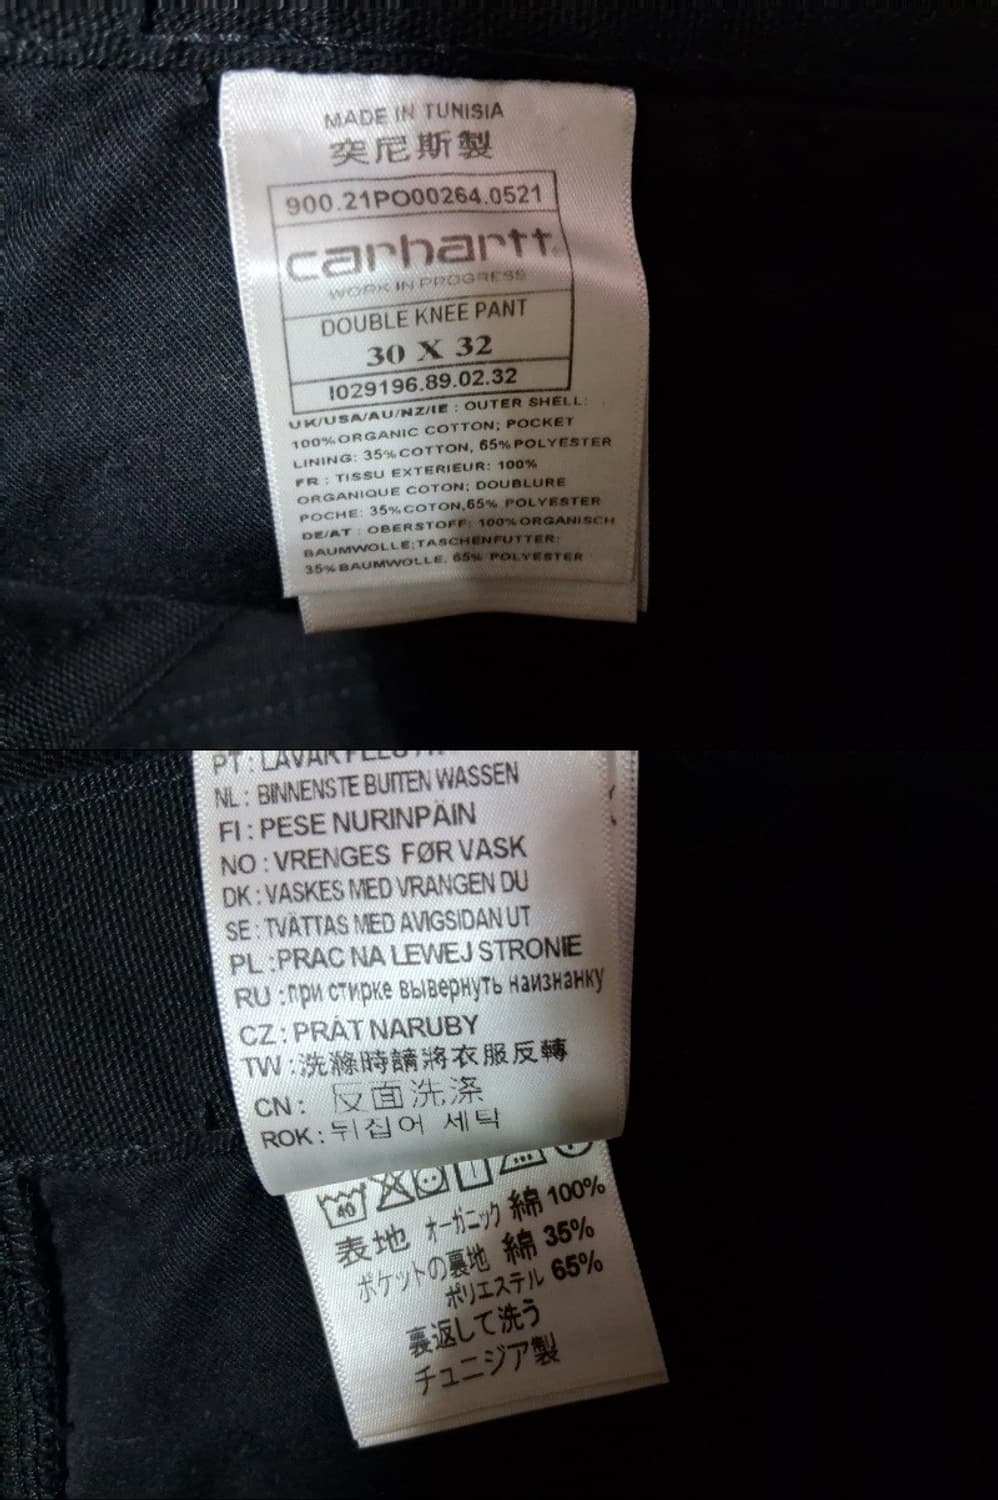 MADE IN TUNISIA
突尼斯製
900.21PO00264.0521
carhartt
WORK IN PROGRESS
DOUBLE KNEE PANT
30 X 32
I029196.89.02.32
UK/USA/AU/NZ/IE : OUTER SHELL:
100%ORGANIC COTTON; POCKET
LINING: 35%COTTON, 65%POLYESTER
FR : TISSU EXTERIEUR: 100%
ORGANIQUE COTON; DOUBLURE
POCHE: 35%COTON,65% POLYESTER
DE/AT : OBERSTOFF: 100%ORGANISCH
BAUMWOLLE;TASCHENFUTTER:
35%BAUMWOLLE, 65% POLYESTER
PT : LAVAR
NL : BINNENSTE BUITEN WASSEN
FI : PESE NURINPÄIN
NO : VRENGES FØR VASK
DK : VASKES MED VRANGEN DU
SE : TVÄTTAS MED AVIGSIDAN UT
PL :PRAC NA LEWEJ STRONIE
RU :при стирке вывернуть наизнанку
CZ : PRÁT NARUBY
TW :洗滌時請將衣服反轉
CN : 反面洗涤
ROK : 뒤집어 세탁
40
表地 オーガニック 綿 100%
ポケットの裏地 綿 35%
ポリエステル 65%
裏返して洗う
チュニジア製